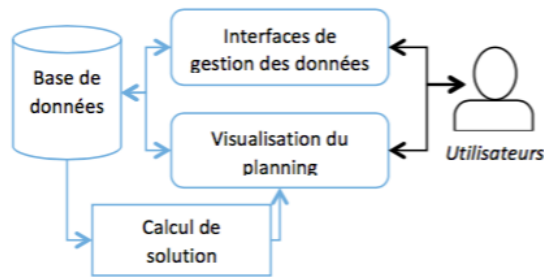 Base de
données
Interfaces de
gestion des données
Visualisation du
planning
Utilisateurs
Calcul de
solution